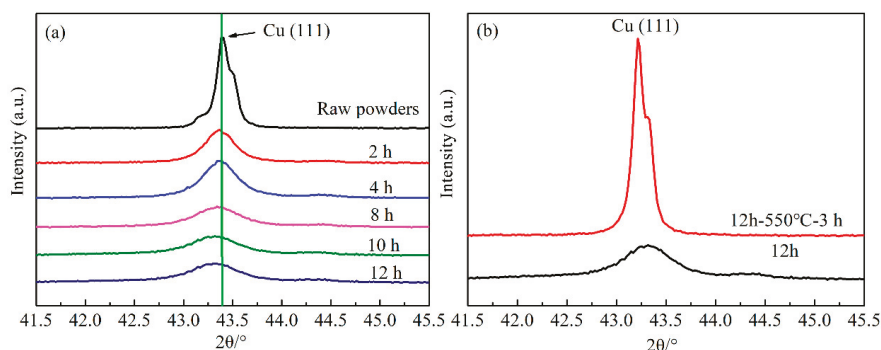 (a)
Cu (111)
Raw powders
2 h
4 h
8 h
10 h
12 h
Intensity (a.u.)
41.5 42.0 42.5 43.0 43.5 44.0 44.5 45.0 45.5
2θ/°
(b)
Cu (111)
12h-550°C-3 h
12h
Intensity (a.u.)
41.5 42.0 42.5 43.0 43.5 44.0 44.5 45.0 45.5
2θ/°